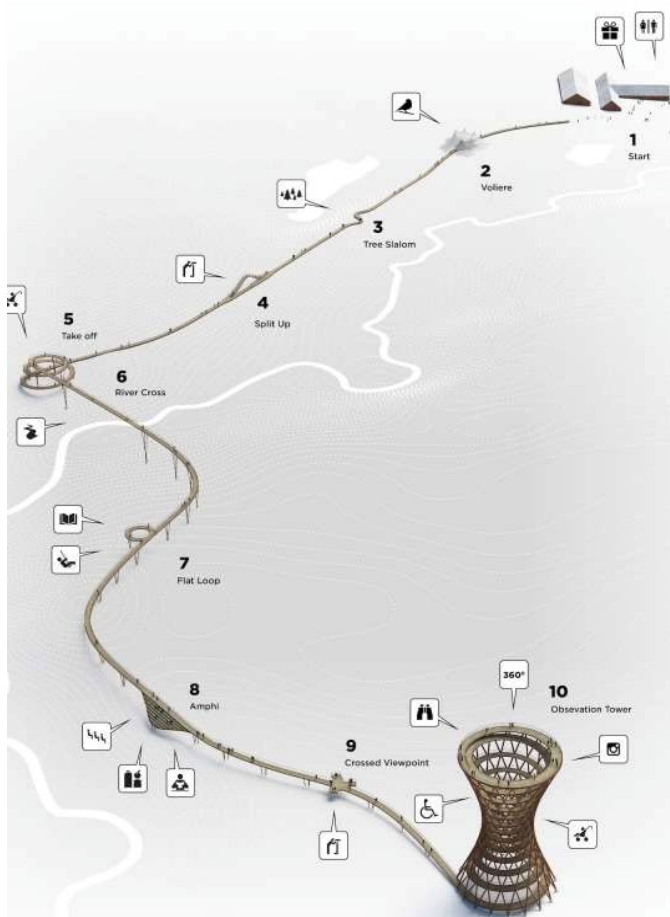 1
Start
2
Voliere
3
Tree Slalom
4
Split Up
5
Take off
6
River Cross
7
Flat Loop
8
Amphi
9
Crossed Viewpoint
360°
10
Obsevation Tower